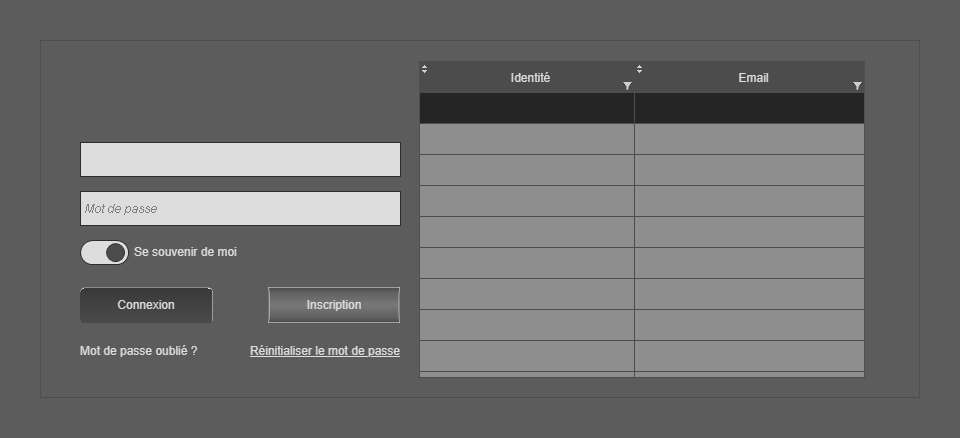 Identité Email
Mot de passe
Se souvenir de moi
Connexion Inscription
Mot de passe oublié ? Réinitialiser le mot de passe